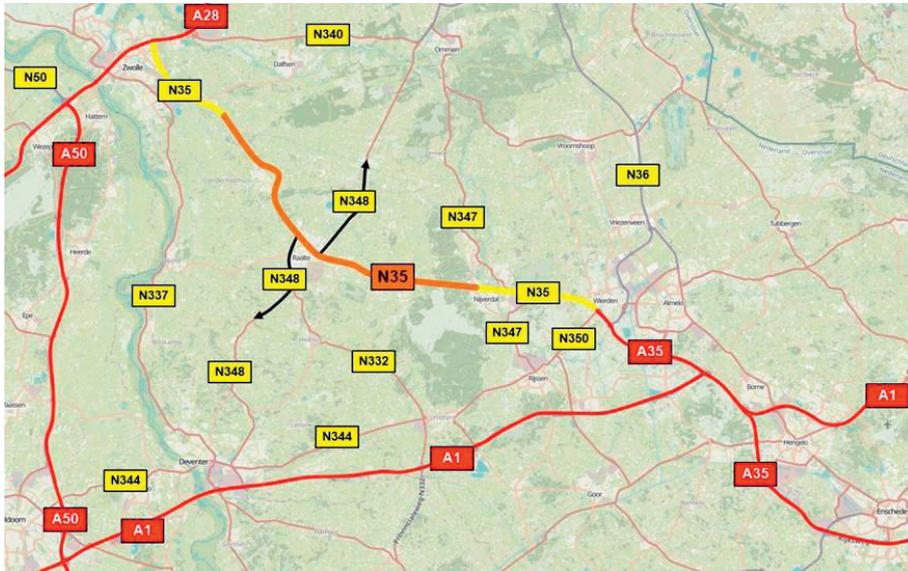 A28
N340
Ommen
Zwolle
Dalfsen
N50
N35
Hattem
A50
Vroomshoop
N36
N348
N347
Vriezenveen
Tubbergen
Heerde
Raalte
N348
N35
N337
Nijverdal
N35
Wierden
Almelo
Epe
N347
N350
A35
N348
N332
Rijssen
Borne
A1
N344
Hengelo
Deventer
A1
A35
N344
Goor
A50
A1
Enschede